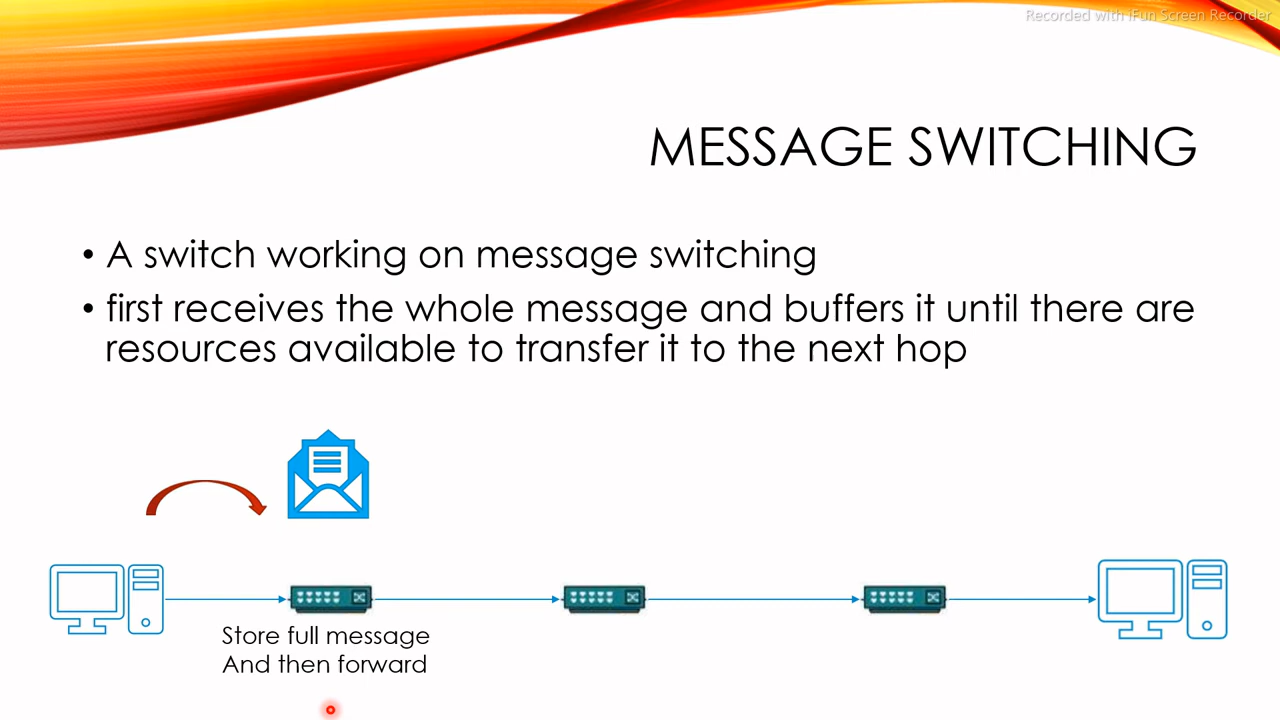 Recorded with iFun Screen Recorder
MESSAGE SWITCHING
• A switch working on message switching
• first receives the whole message and buffers it until there are
resources available to transfer it to the next hop
Store full message
And then forward